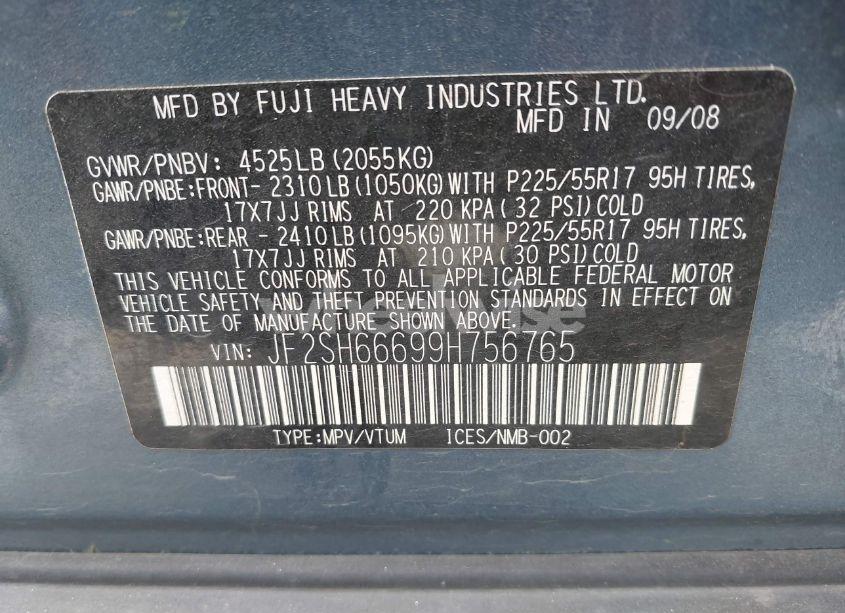 MFD BY FUJI HEAVY INDUSTRIES LTD.
MFD IN 09/08
GVWR/PNBV: 4525LB (2055KG)
GAWR/PNBE:FRONT- 2310LB (1050KG) WITH P225/55R17 95H TIRES,
17X7JJ RIMS AT 220 KPA (32 PSI) COLD
GAWR/PNBE:REAR - 2410LB (1095KG) WITH P225/55R17 95H TIRES,
17X7JJ RIMS AT 210 KPA (30 PSI) COLD
THIS VEHICLE CONFORMS TO ALL APPLICABLE FEDERAL MOTOR
VEHICLE SAFETY AND THEFT PREVENTION STANDARDS IN EFFECT ON
THE DATE OF MANUFACTURE SHOWN ABOVE.
VIN: JF2SH66699H756765
TYPE:MPV/VTUM ICES/NMB-002